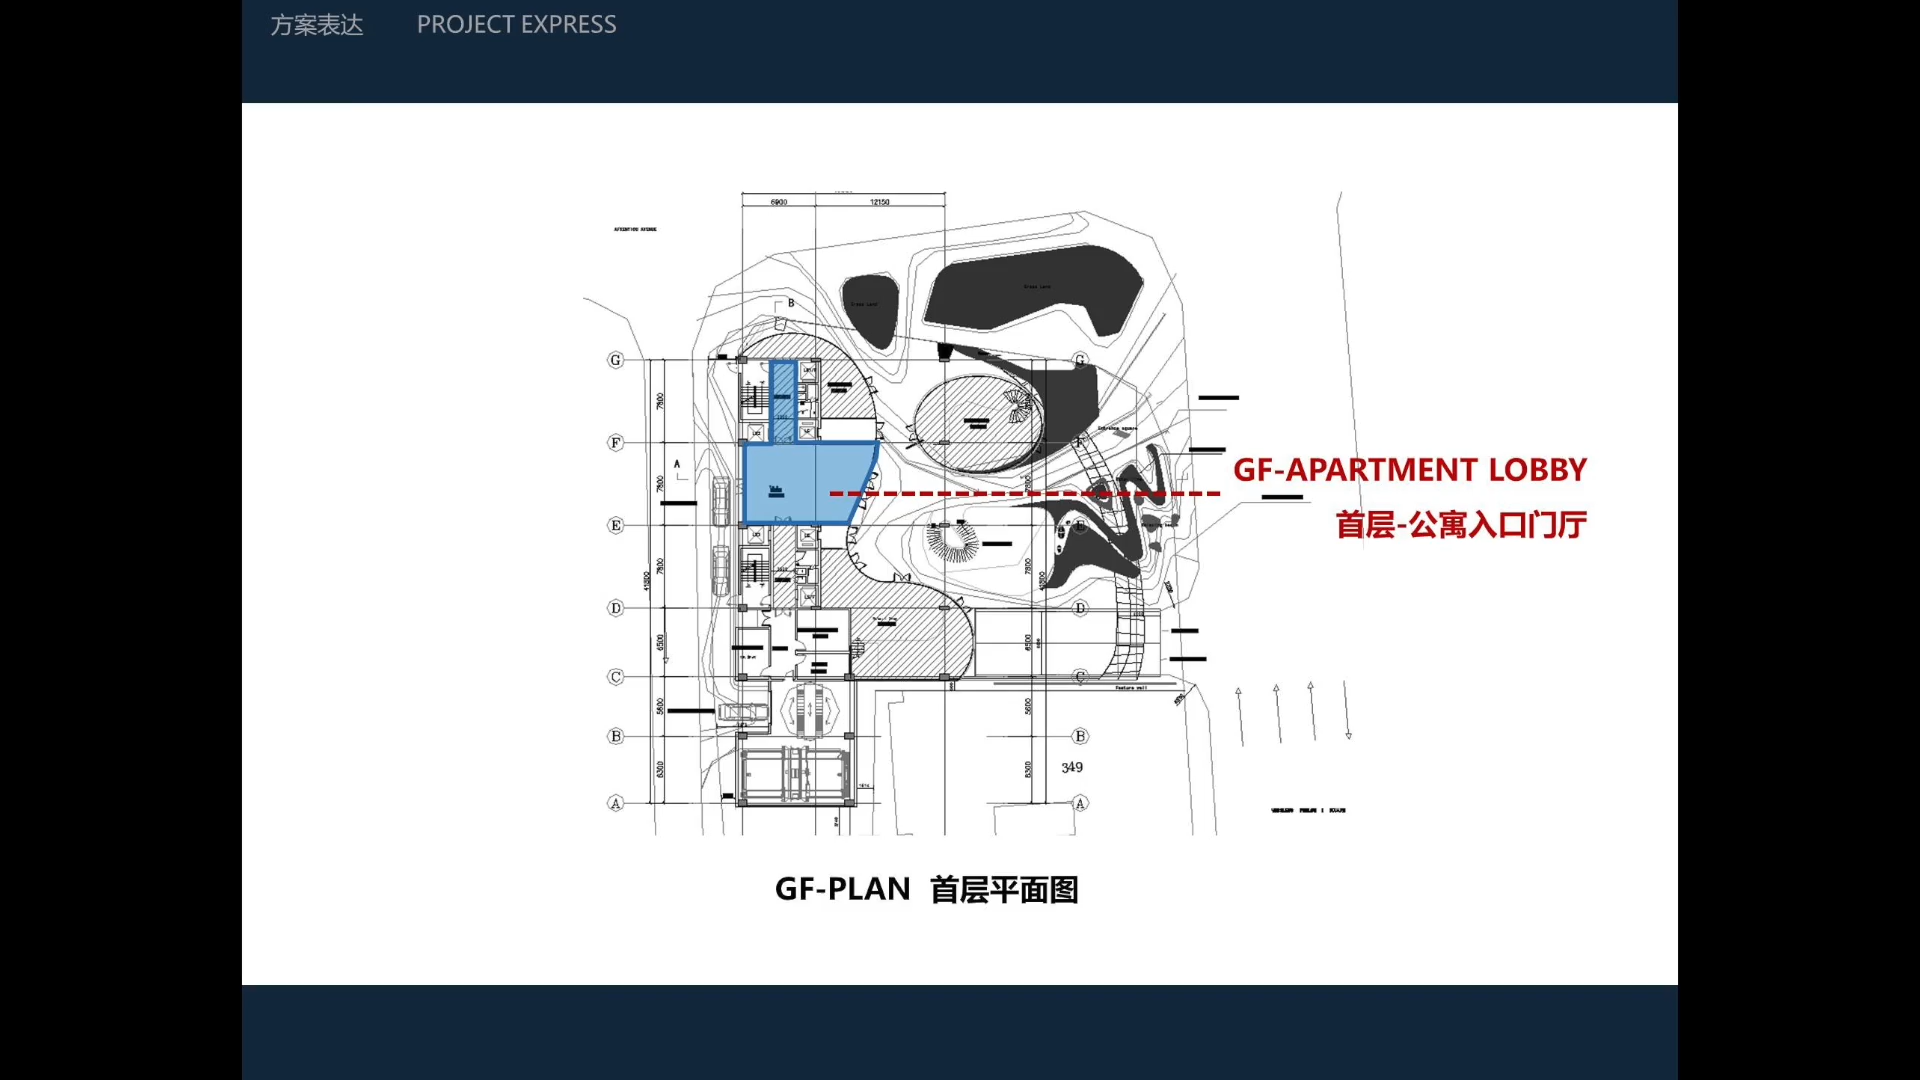 方案表达 PROJECT EXPRESS
6900 12150
B
G G
7800
F F
A
7800 7800
GF-APARTMENT LOBBY
首层-公寓入口门厅
E E
7800 7800
D D
6500 6500
C C
Feature wall
5600 5600
B B
349
6300 6300
A A
GF-PLAN 首层平面图